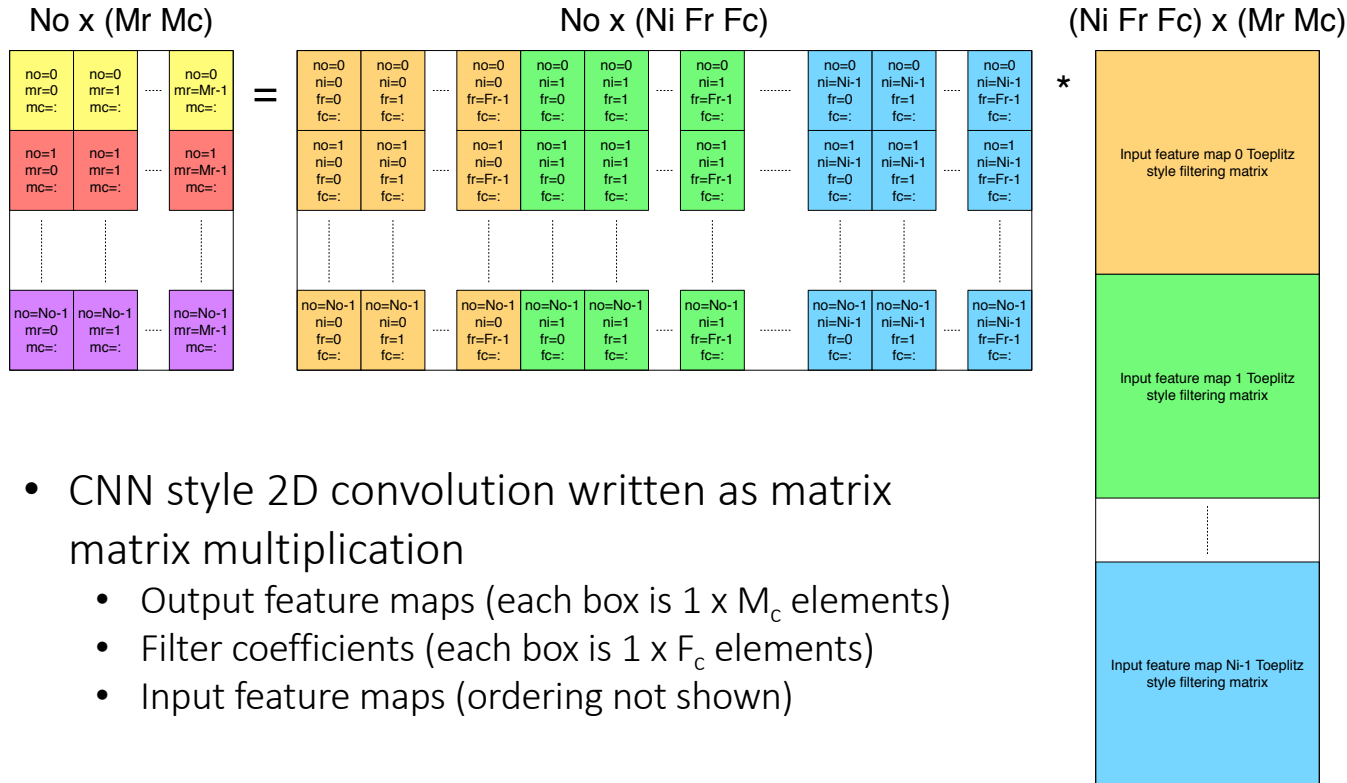 No x (Mr Mc)
No x (Ni Fr Fc)
(Ni Fr Fc) x (Mr Mc)
no=0 no=0 no=0
mr=0 mr=1 ..... mr=Mr-1
mc=: mc=: mc=:
no=1 no=1 no=1
mr=0 mr=1 ..... mr=Mr-1
mc=: mc=: mc=:
no=No-1 no=No-1 no=No-1
mr=0 mr=1 ..... mr=Mr-1
mc=: mc=: mc=:
=
no=0 no=0 no=0 no=0 no=0 no=0 no=0 no=0 no=0
ni=0 ni=0 ni=0 ni=1 ni=1 ni=1 ni=Ni-1 ni=Ni-1 ni=Ni-1
fr=0 fr=1 ..... fr=Fr-1 fr=0 fr=1 ..... fr=Fr-1 ........ fr=0 fr=1 ..... fr=Fr-1
fc=: fc=: fc=: fc=: fc=: fc=: fc=: fc=: fc=:
no=1 no=1 no=1 no=1 no=1 no=1 no=1 no=1 no=1
ni=0 ni=0 ni=0 ni=1 ni=1 ni=1 ni=Ni-1 ni=Ni-1 ni=Ni-1
fr=0 fr=1 ..... fr=Fr-1 fr=0 fr=1 ..... fr=Fr-1 ........ fr=0 fr=1 ..... fr=Fr-1
fc=: fc=: fc=: fc=: fc=: fc=: fc=: fc=: fc=:
no=No-1 no=No-1 no=No-1 no=No-1 no=No-1 no=No-1 no=No-1 no=No-1 no=No-1
ni=0 ni=0 ni=0 ni=1 ni=1 ni=1 ni=Ni-1 ni=Ni-1 ni=Ni-1
fr=0 fr=1 ..... fr=Fr-1 fr=0 fr=1 ..... fr=Fr-1 ........ fr=0 fr=1 ..... fr=Fr-1
fc=: fc=: fc=: fc=: fc=: fc=: fc=: fc=: fc=:
*
Input feature map 0 Toeplitz
style filtering matrix
Input feature map 1 Toeplitz
style filtering matrix
Input feature map Ni-1 Toeplitz
style filtering matrix
• CNN style 2D convolution written as matrix
matrix multiplication
• Output feature maps (each box is 1 x Mc elements)
• Filter coefficients (each box is 1 x Fc elements)
• Input feature maps (ordering not shown)